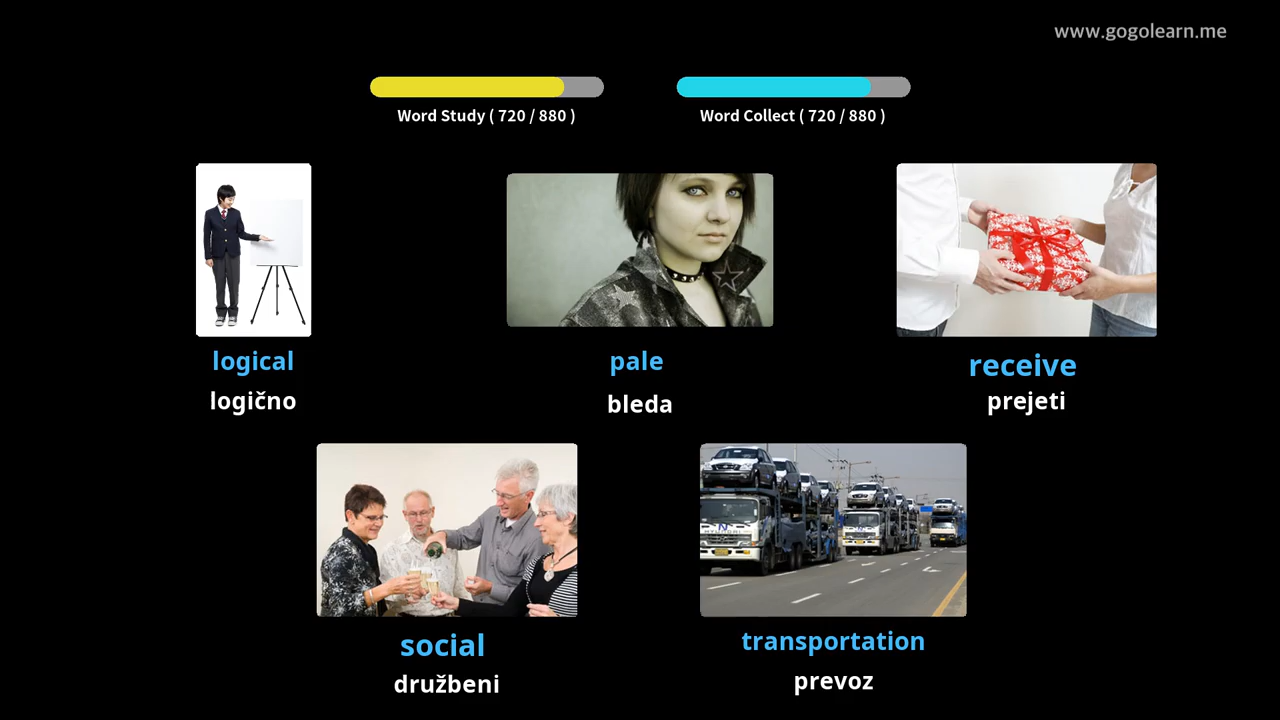 www.gogolearn.me
Word Study ( 720 / 880 )
Word Collect ( 720 / 880 )
logical
logično
pale
bleda
receive
prejeti
social
družbeni
transportation
prevoz